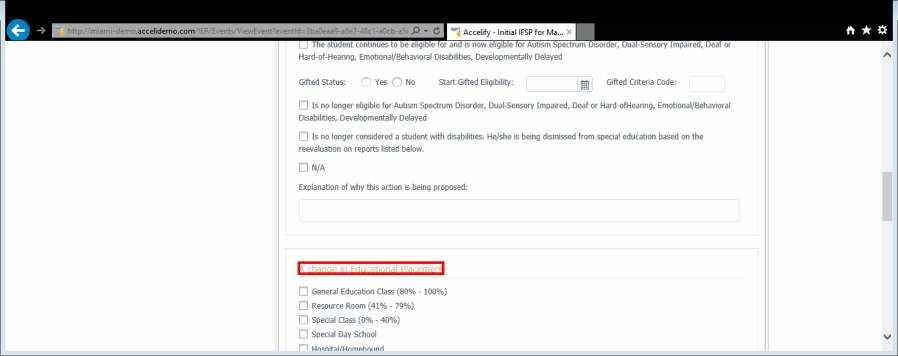 http://miami-demo.accelidemo.com/IEP/Events/ViewEvent?eventId=
Accelify - Initial IFSP for Ma... ×
The student continues to be eligible for and is now eligible for Autism Spectrum Disorder, Dual-Sensory Impaired, Deaf or
Hard-of-Hearing, Emotional/Behavioral Disabilities, Developmentally Delayed
Gifted Status: Yes No Start Gifted Eligibility: Gifted Criteria Code:
Is no longer eligible for Autism Spectrum Disorder, Dual-Sensory Impaired, Deaf or Hard-ofHearing, Emotional/Behavioral
Disabilities, Developmentally Delayed
Is no longer considered a student with disabilities. He/she is being dismissed from special education based on the
reevaluation on reports listed below.
N/A
Explanation of why this action is being proposed:
A change in Educational Placement
General Education Class (80% - 100%)
Resource Room (41% - 79%)
Special Class (0% - 40%)
Special Day School
Hospital/Homebound